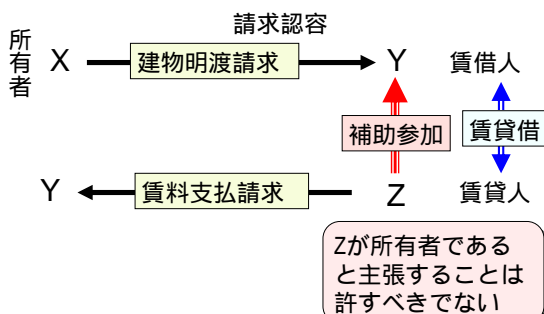 請求認容
所有者
X
建物明渡請求
Y
賃借人
補助参加
賃貸借
Y
賃料支払請求
Z
賃貸人
Zが所有者である
と主張することは
許すべきでない